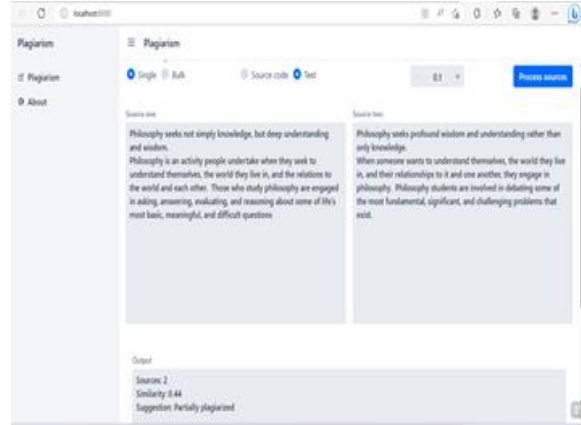 localhost
Plagiarism
Plagiarism
Plagiarism
About
Single Bulk Source code Text
0.1 +
Process sources
Source one
Source two
Philosophy seeks not simply knowledge, but deep understanding
and wisdom.
Philosophy is an activity people undertake when they seek to
understand themselves, the world they live in, and the relations to
the world and each other. Those who study philosophy are engaged
in asking, answering, evaluating, and reasoning about some of life's
most basic, meaningful, and difficult questions
Philosophy seeks profound wisdom and understanding rather than
only knowledge.
When someone wants to understand themselves, the world they live
in, and their relationships to it and one another, they engage in
philosophy. Philosophy students are involved in debating some of
the most fundamental, significant, and challenging problems that
exist.
Output
Sources: 2
Similarity: 0.44
Suggestion: Partially plagiarized